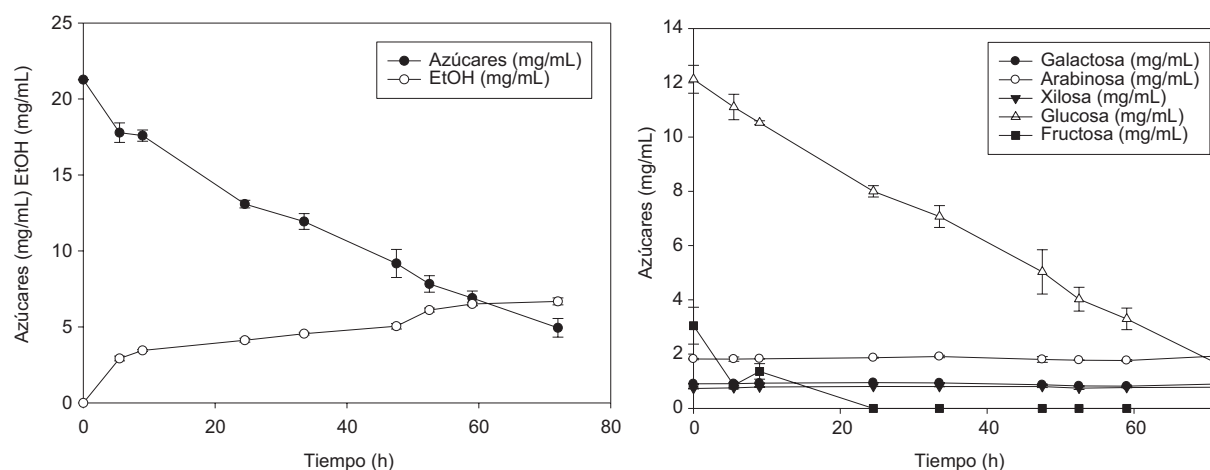 25
20
15
10
5
0
Azúcares (mg/mL) EtOH (mg/mL)
Azúcares (mg/mL)
EtOH (mg/mL)
0
20
40
60
80
Tiempo (h)
14
12
10
8
6
4
2
0
Azúcares (mg/mL)
Galactosa (mg/mL)
Arabinosa (mg/mL)
Xilosa (mg/mL)
Glucosa (mg/mL)
Fructosa (mg/mL)
0
20
40
60
Tiempo (h)